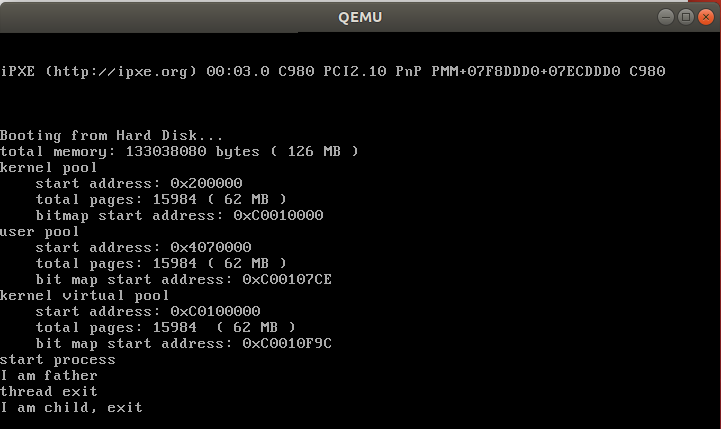 QEMU
iPXE (http://ipxe.org) 00:03.0 C980 PCI2.10 PnP PMM+07F8DDD0+07ECDDD0 C980
Booting from Hard Disk...
total memory: 133038080 bytes ( 126 MB )
kernel pool
    start address: 0x200000
    total pages: 15984 ( 62 MB )
    bitmap start address: 0xC0010000
user pool
    start address: 0x4070000
    total pages: 15984 ( 62 MB )
    bit map start address: 0xC00107CE
kernel virtual pool
    start address: 0xC0100000
    total pages: 15984  ( 62 MB )
    bit map start address: 0xC0010F9C
start process
I am father
thread exit
I am child, exit